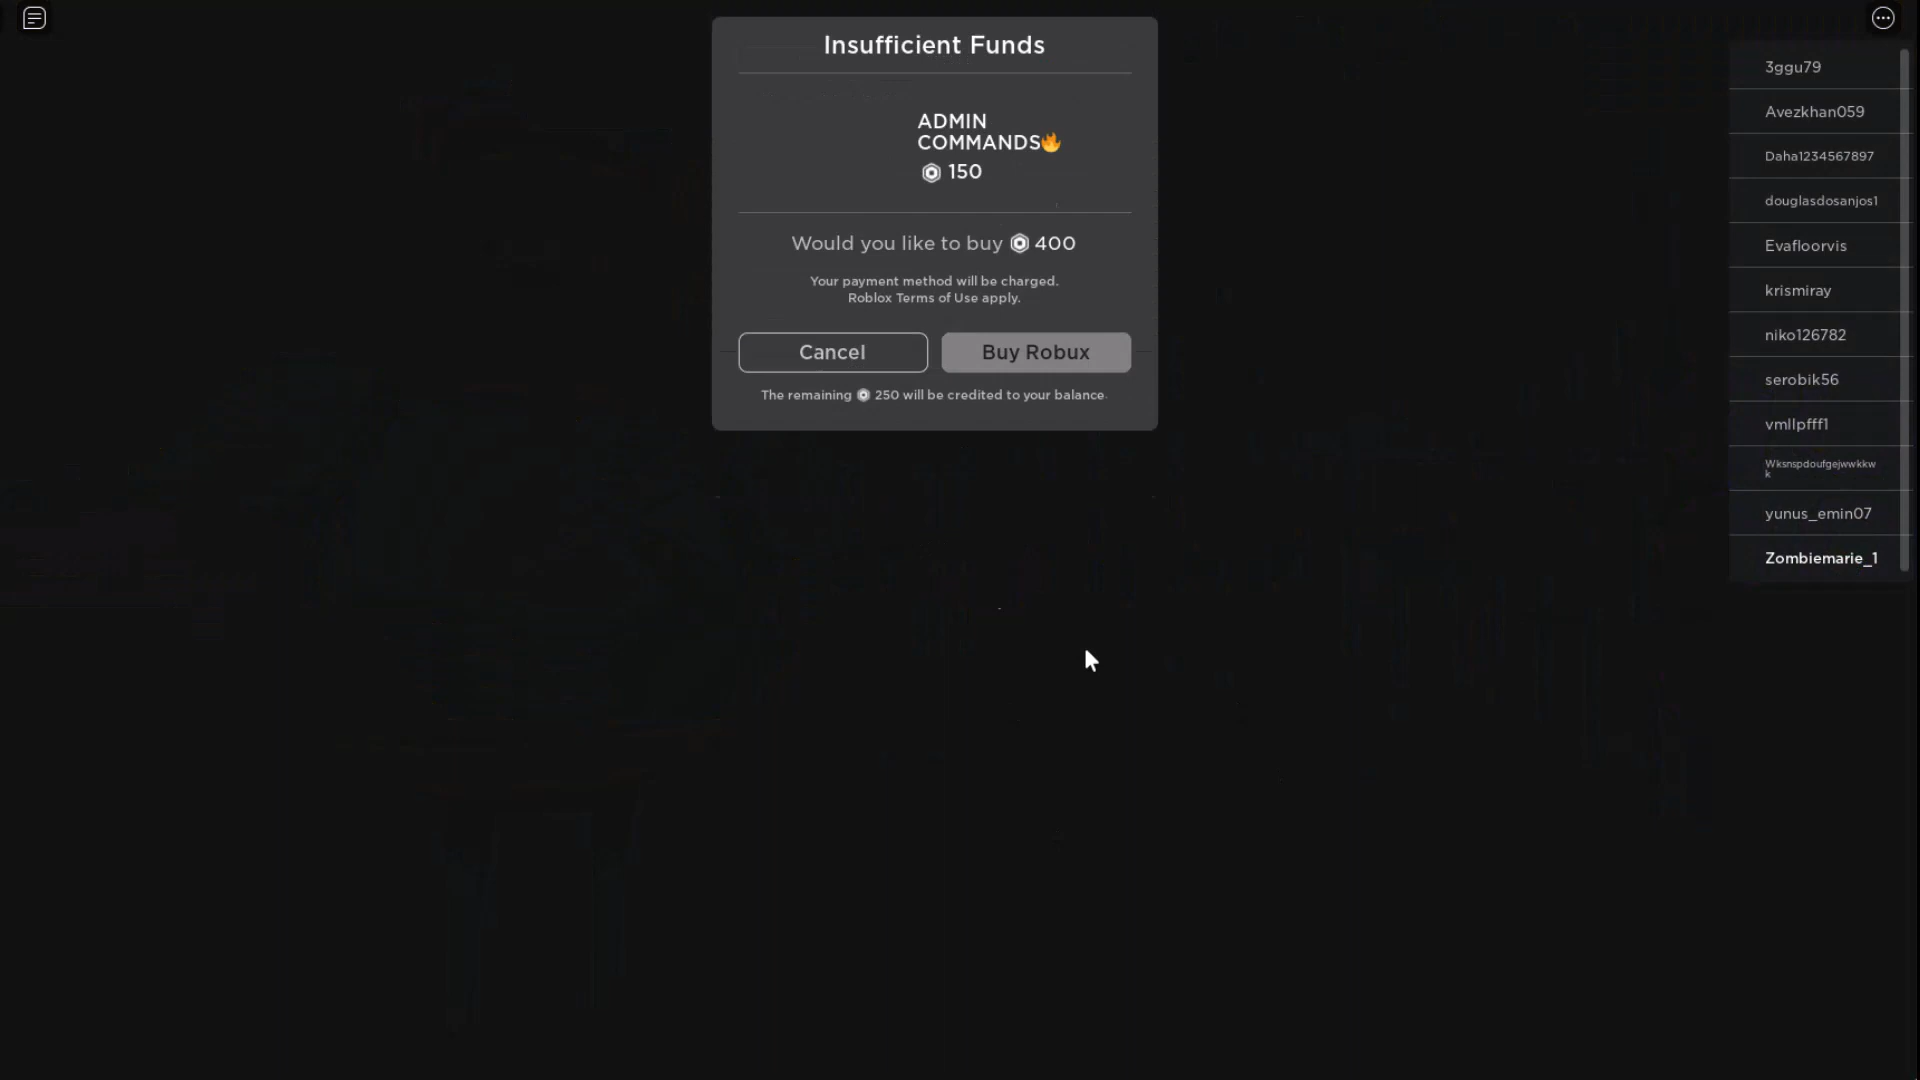 Insufficient Funds
ADMIN
COMMANDS🔥
150
Would you like to buy 400
Your payment method will be charged.
Roblox Terms of Use apply.
Cancel
Buy Robux
The remaining 250 will be credited to your balance.
3ggu79
Avezkhan059
Daha1234567897
douglasdosanjos1
Evafloorvis
krismiray
niko126782
serobik56
vmllpfff1
Wksnspdoufgejwwkkw
k
yunus_emin07
Zombiemarie_1